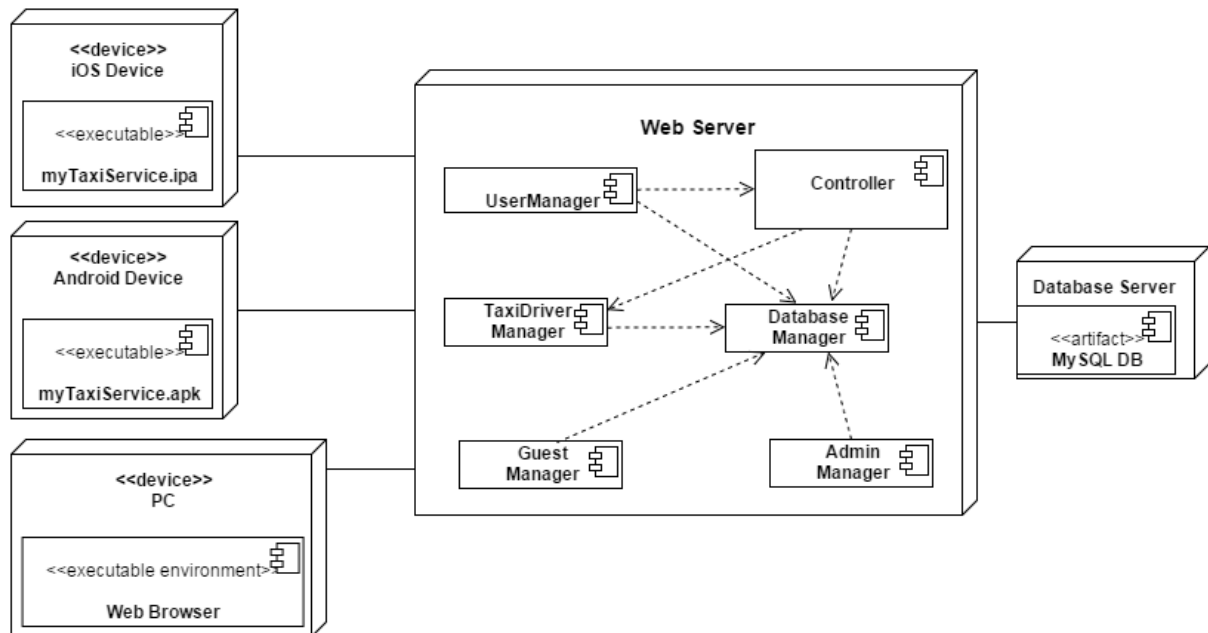 <<device>>
iOS Device
<<executable>>
myTaxiService.ipa
<<device>>
Android Device
<<executable>>
myTaxiService.apk
<<device>>
PC
<<executable environment>>
Web Browser
Web Server
UserManager
Controller
TaxiDriver
Manager
Database
Manager
Guest
Manager
Admin
Manager
Database Server
<<artifact>>
MySQL DB